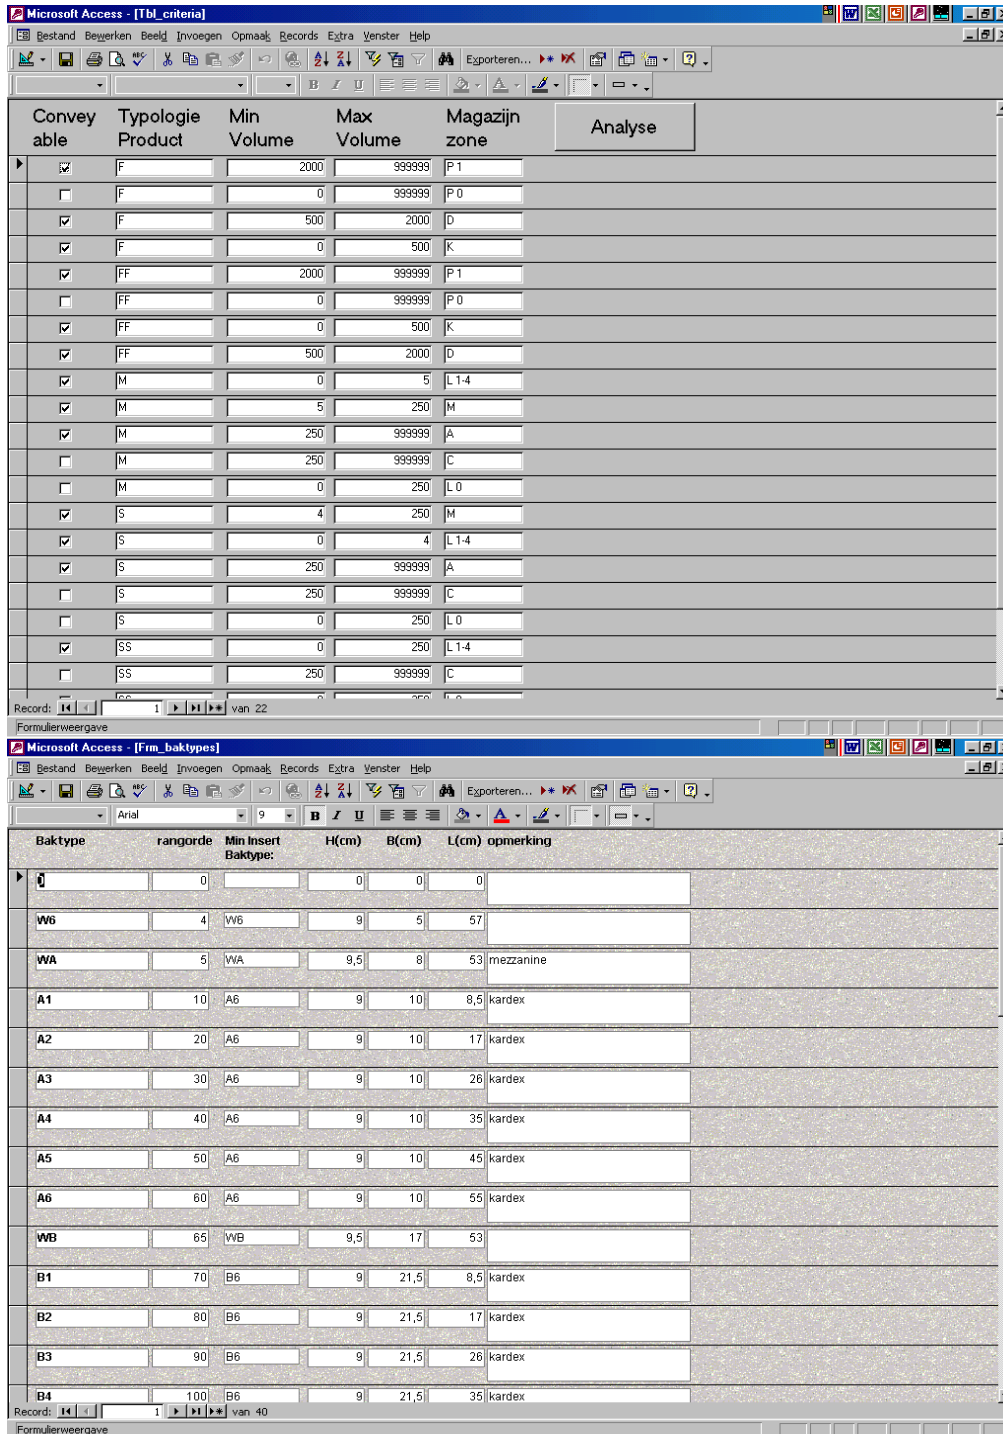 Microsoft Access - [Tbl_criteria]
Bestand Bewerken Beeld Invoegen Opmaak Records Extra Venster Help
Exporteren...
Convey able Typologie Product Min Volume Max Volume Magazijn zone Analyse
F 2000 999999 P 1
F 0 999999 P 0
F 500 2000 D
F 0 500 K
FF 2000 999999 P 1
FF 0 999999 P 0
FF 0 500 K
FF 500 2000 D
M 0 5 L 1-4
M 5 250 M
M 250 999999 A
M 250 999999 C
M 0 250 L 0
S 4 250 M
S 0 4 L 1-4
S 250 999999 A
S 250 999999 C
S 0 250 L 0
SS 0 250 L 1-4
SS 250 999999 C
SS 0 250 L 0
Record: 1 van 22
Formulierweergave
Microsoft Access - [Frm_baktypes]
Bestand Bewerken Beeld Invoegen Opmaak Records Extra Venster Help
Exporteren...
Arial 9 B I U
Baktype rangorde Min Insert Baktype: H(cm) B(cm) L(cm) opmerking
0 0 0 0
W6 4 W6 9 5 57
WA 5 WA 9,5 8 53 mezzanine
A1 10 A6 9 10 8,5 kardex
A2 20 A6 9 10 17 kardex
A3 30 A6 9 10 26 kardex
A4 40 A6 9 10 35 kardex
A5 50 A6 9 10 45 kardex
A6 60 A6 9 10 55 kardex
WB 65 WB 9,5 17 53
B1 70 B6 9 21,5 8,5 kardex
B2 80 B6 9 21,5 17 kardex
B3 90 B6 9 21,5 26 kardex
B4 100 B6 9 21,5 35 kardex
Record: 1 van 40
Formulierweergave